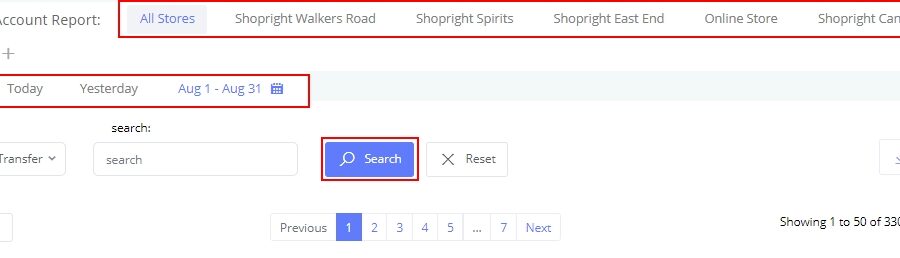 Account Report: All Stores Shopright Walkers Road Shopright Spirits Shopright East End Online Store Shopright Cam
Today Yesterday Aug 1 - Aug 31
search:
Transfer search Search Reset
Previous 1 2 3 4 5 ... 7 Next Showing 1 to 50 of 330